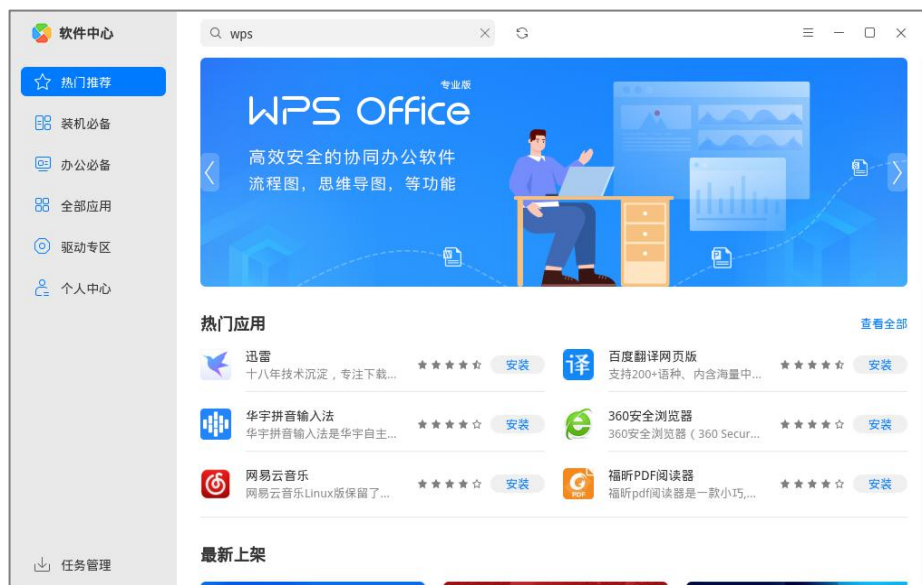 软件中心
wps
热门推荐
装机必备
办公必备
全部应用
驱动专区
个人中心
任务管理
专业版
WPS Office
高效安全的协同办公软件
流程图，思维导图，等功能
W
P
热门应用
查看全部
迅雷
十八年技术沉淀，专注下载...
安装
译
百度翻译网页版
支持200+语种、内含海量中...
安装
华宇拼音输入法
华宇拼音输入法是华宇自主...
安装
360安全浏览器
360安全浏览器（360 Secur...
安装
网易云音乐
网易云音乐Linux版保留了...
安装
PDF
福昕PDF阅读器
福昕pdf阅读器是一款小巧,...
安装
最新上架